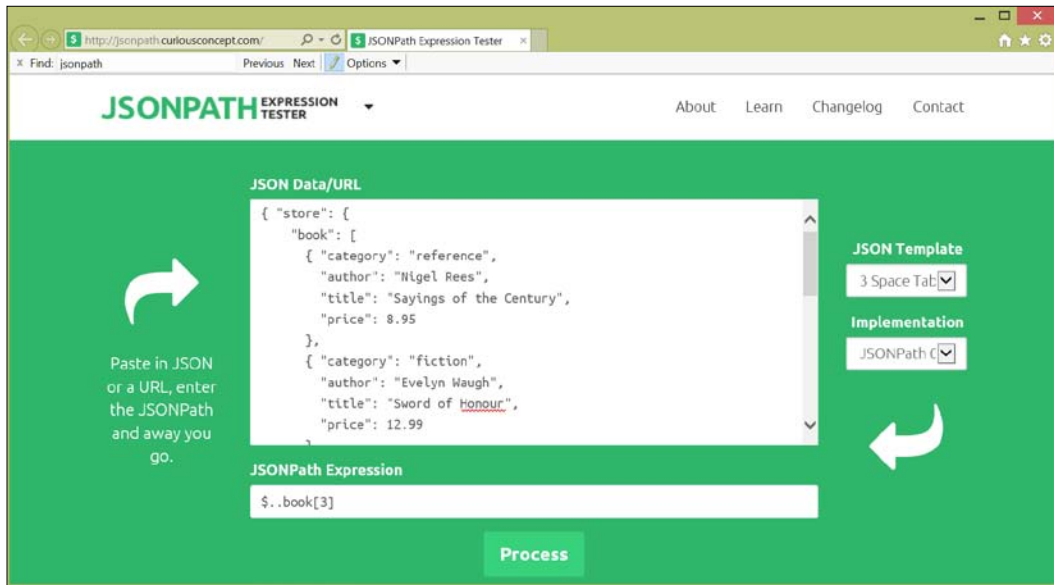 http://jsonpath.curiousconcept.com/
JSONPath Expression Tester
x Find: jsonpath Previous Next Options
JSONPATH EXPRESSION TESTER
About Learn Changelog Contact
JSON Data/URL
{ "store": {
"book": [
{ "category": "reference",
"author": "Nigel Rees",
"title": "Sayings of the Century",
"price": 8.95
},
{ "category": "fiction",
"author": "Evelyn Waugh",
"title": "Sword of Honour",
"price": 12.99
}
Paste in JSON
or a URL, enter
the JSONPath
and away you
go.
JSON Template
3 Space Tab
Implementation
JSONPath
JSONPath Expression
$..book[3]
Process